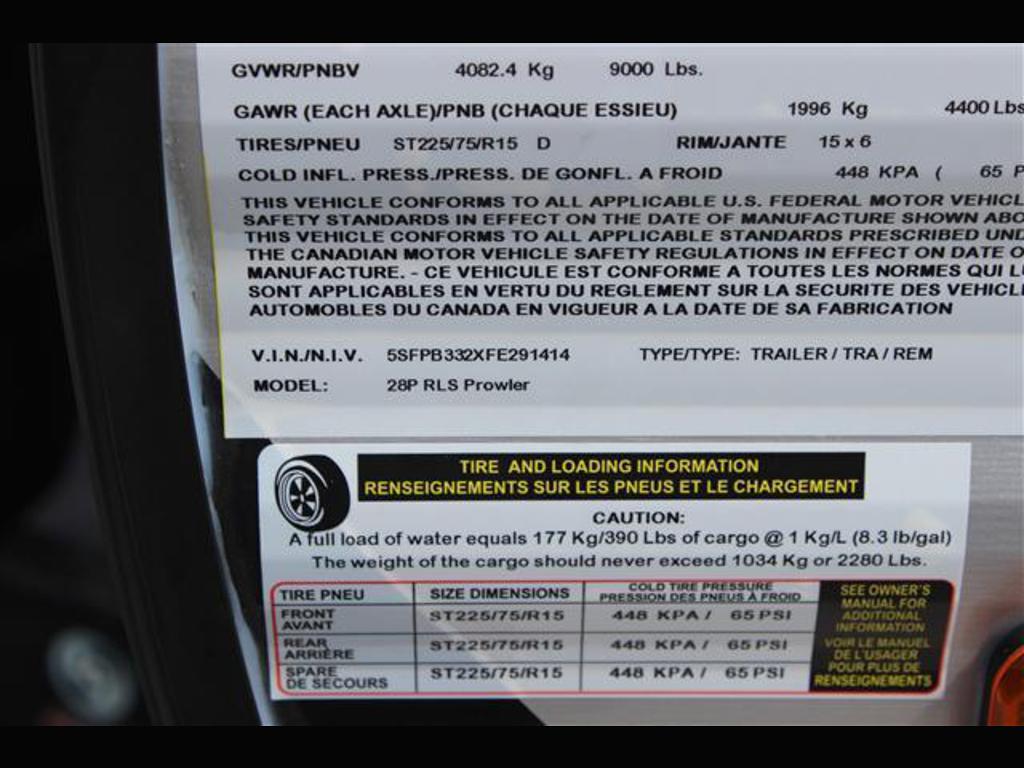 GVWR/PNBV 4082.4 Kg 9000 Lbs.
GAWR (EACH AXLE)/PNB (CHAQUE ESSIEU) 1996 Kg 4400 Lbs
TIRES/PNEU ST225/75/R15 D RIM/JANTE 15 x 6
COLD INFL. PRESS./PRESS. DE GONFL. A FROID 448 KPA ( 65 P
THIS VEHICLE CONFORMS TO ALL APPLICABLE U.S. FEDERAL MOTOR VEHICL
SAFETY STANDARDS IN EFFECT ON THE DATE OF MANUFACTURE SHOWN ABO
THIS VEHICLE CONFORMS TO ALL APPLICABLE STANDARDS PRESCRIBED UND
THE CANADIAN MOTOR VEHICLE SAFETY REGULATIONS IN EFFECT ON DATE O
MANUFACTURE. - CE VEHICULE EST CONFORME A TOUTES LES NORMES QUI L
SONT APPLICABLES EN VERTU DU REGLEMENT SUR LA SECURITE DES VEHICL
AUTOMOBILES DU CANADA EN VIGUEUR A LA DATE DE SA FABRICATION
V.I.N./N.I.V. 5SFPB332XFE291414 TYPE/TYPE: TRAILER / TRA / REM
MODEL: 28P RLS Prowler
TIRE AND LOADING INFORMATION
RENSEIGNEMENTS SUR LES PNEUS ET LE CHARGEMENT
CAUTION:
A full load of water equals 177 Kg/390 Lbs of cargo @ 1 Kg/L (8.3 lb/gal)
The weight of the cargo should never exceed 1034 Kg or 2280 Lbs.
TIRE PNEU SIZE DIMENSIONS COLD TIRE PRESSURE
PRESSION DES PNEUS À FROID
FRONT
AVANT ST225/75/R15 448 KPA / 65 PSI
REAR
ARRIÈRE ST225/75/R15 448 KPA / 65 PSI
SPARE
DE SECOURS ST225/75/R15 448 KPA / 65 PSI
SEE OWNER'S
MANUAL FOR
ADDITIONAL
INFORMATION
VOIR LE MANUEL
DE L'USAGER
POUR PLUS DE
RENSEIGNEMENTS